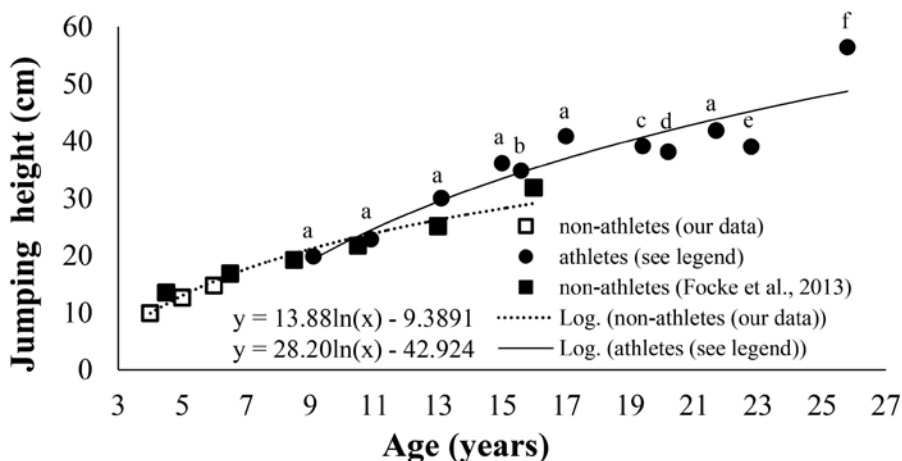 Jumping height (cm)
60
50
40
30
20
10
0
a
a
a
a
b
a
c
d
a
e
f
non-athletes (our data)
athletes (see legend)
non-athletes (Focke et al., 2013)
y = 13.88ln(x) - 9.3891
Log. (non-athletes (our data))
y = 28.20ln(x) - 42.924
Log. (athletes (see legend))
3 5 7 9 11 13 15 17 19 21 23 25 27
Age (years)